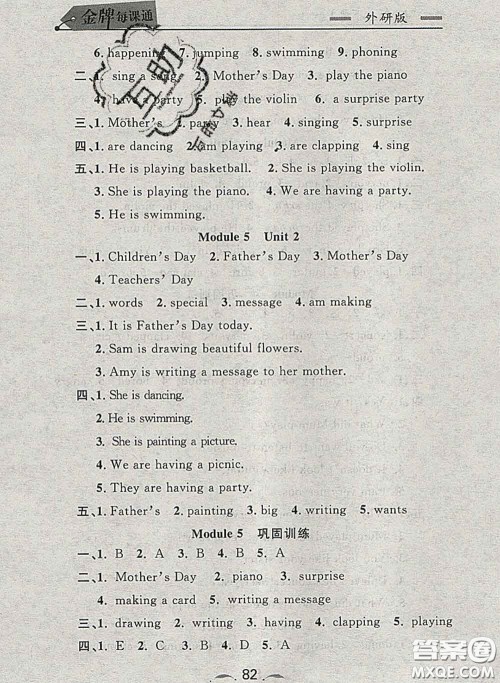 金牌每课通
外研版
6. happening 7. jumping 8. swimming 9. phoning
二、1. sing a song 2. Mother's Day 3. play the piano
4. have a party 5. play the violin 6. a surprise party
三、1. Mother's 2. party 3. hear 4. singing 5. singing
四、1. are dancing 2. am playing 3. are clapping 4. sing
五、1. He is playing basketball. 2. She is playing the violin.
3. She is playing the piano. 4. We are having a party.
5. He is swimming.
Module 5 Unit 2
一、1. Children's Day 2. Father's Day 3. Mother's Day
4. Teachers' Day
二、1. words 2. special 3. message 4. am making
三、1. It is Father's Day today.
2. Sam is drawing beautiful flowers.
3. Amy is writing a message to her mother.
四、1. She is dancing.
2. He is swimming.
3. She is painting a picture.
4. We are having a picnic.
5. They are having a party.
五、1. Father's 2. painting 3. big 4. writing 5. wants
Module 5 巩固训练
一、1. B 2. A 3. A 4. B 5. A
二、1. Mother's Day 2. piano 3. surprise
4. making a card 5. writing a message
三、1. drawing 2. writing 3. having 4. clapping 5. playing
四、1. E 2. C 3. B 4. D 5. A
82
互助
答案圈
MXQE.COM